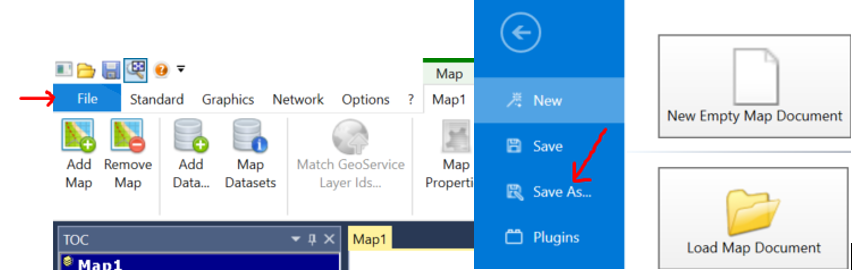 Map
File Standard Graphics Network Options ? Map1
Add Map
Remove Map
Add Data...
Map Datasets
Match GeoService Layer Ids...
Map Properti
TOC
Map1
Map1
New
Save
Save As...
Plugins
New Empty Map Document
Load Map Document